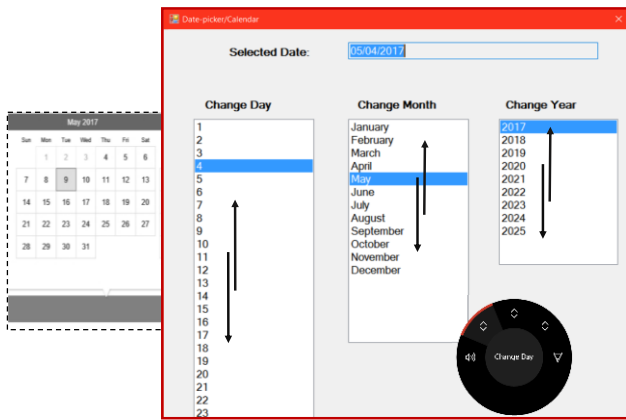 Date-picker/Calendar
Selected Date:
05/04/2017
May 2017
Sun Mon Tue Wed Thu Fri Sat
1 2 3 4 5 6
7 8 9 10 11 12 13
14 15 16 17 18 19 20
21 22 23 24 25 26 27
28 29 30 31
Change Day
1
2
3
4
5
6
7
8
9
10
11
12
13
14
15
16
17
18
19
20
21
22
23
Change Month
January
February
March
April
May
June
July
August
September
October
November
December
Change Year
2017
2018
2019
2020
2021
2022
2023
2024
2025
Change Day